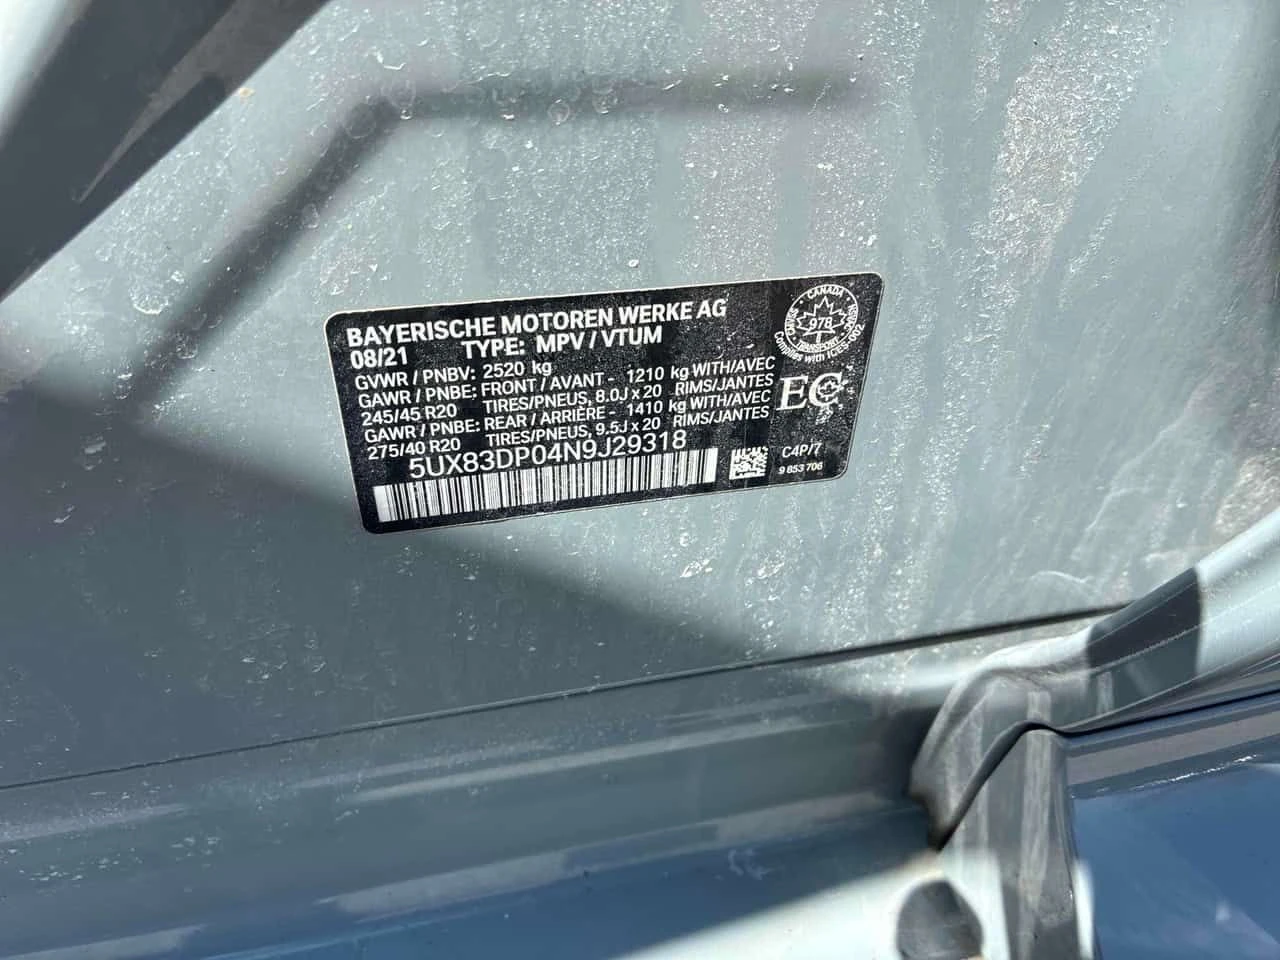 BAYERISCHE MOTOREN WERKE AG
08/21 TYPE: MPV / VTUM
GVWR / PNBV: 2520 kg
GAWR / PNBE: FRONT / AVANT - 1210 kg WITH/AVEC
245/45 R20 TIRES/PNEUS, 8.0J x 20 RIMS/JANTES
GAWR / PNBE: REAR / ARRIÈRE - 1410 kg WITH/AVEC
275/40 R20 TIRES/PNEUS, 9.5J x 20 RIMS/JANTES
5UX83DP04N9J29318
CANADA
978
TRANSPORT
Complies with ICES-002
EC
C4P/7
9 853 706